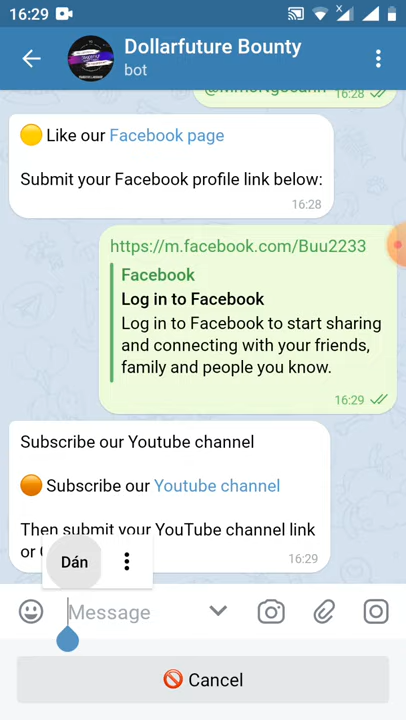 16:29
Dollarfuture Bounty
bot
16:28
Like our Facebook page
Submit your Facebook profile link below:
16:28
https://m.facebook.com/Buu2233
Facebook
Log in to Facebook
Log in to Facebook to start sharing
and connecting with your friends,
family and people you know.
16:29
Subscribe our Youtube channel
Subscribe our Youtube channel
Then submit your YouTube channel link
or
16:29
Dán
Message
Cancel